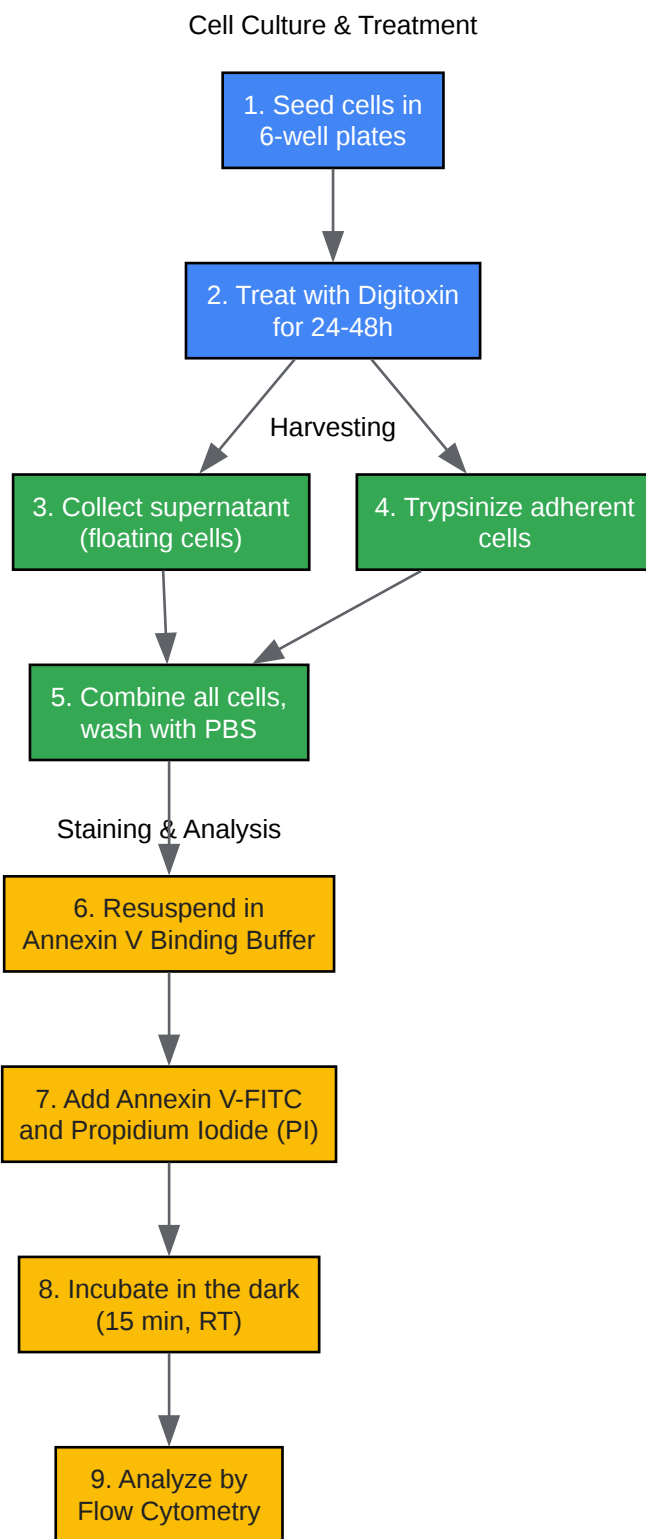 Cell Culture & Treatment
1. Seed cells in
6-well plates
2. Treat with Digitoxin
for 24-48h
Harvesting
3. Collect supernatant
(floating cells)
4. Trypsinize adherent
cells
5. Combine all cells,
wash with PBS
Staining & Analysis
6. Resuspend in
Annexin V Binding Buffer
7. Add Annexin V-FITC
and Propidium Iodide (PI)
8. Incubate in the dark
(15 min, RT)
9. Analyze by
Flow Cytometry